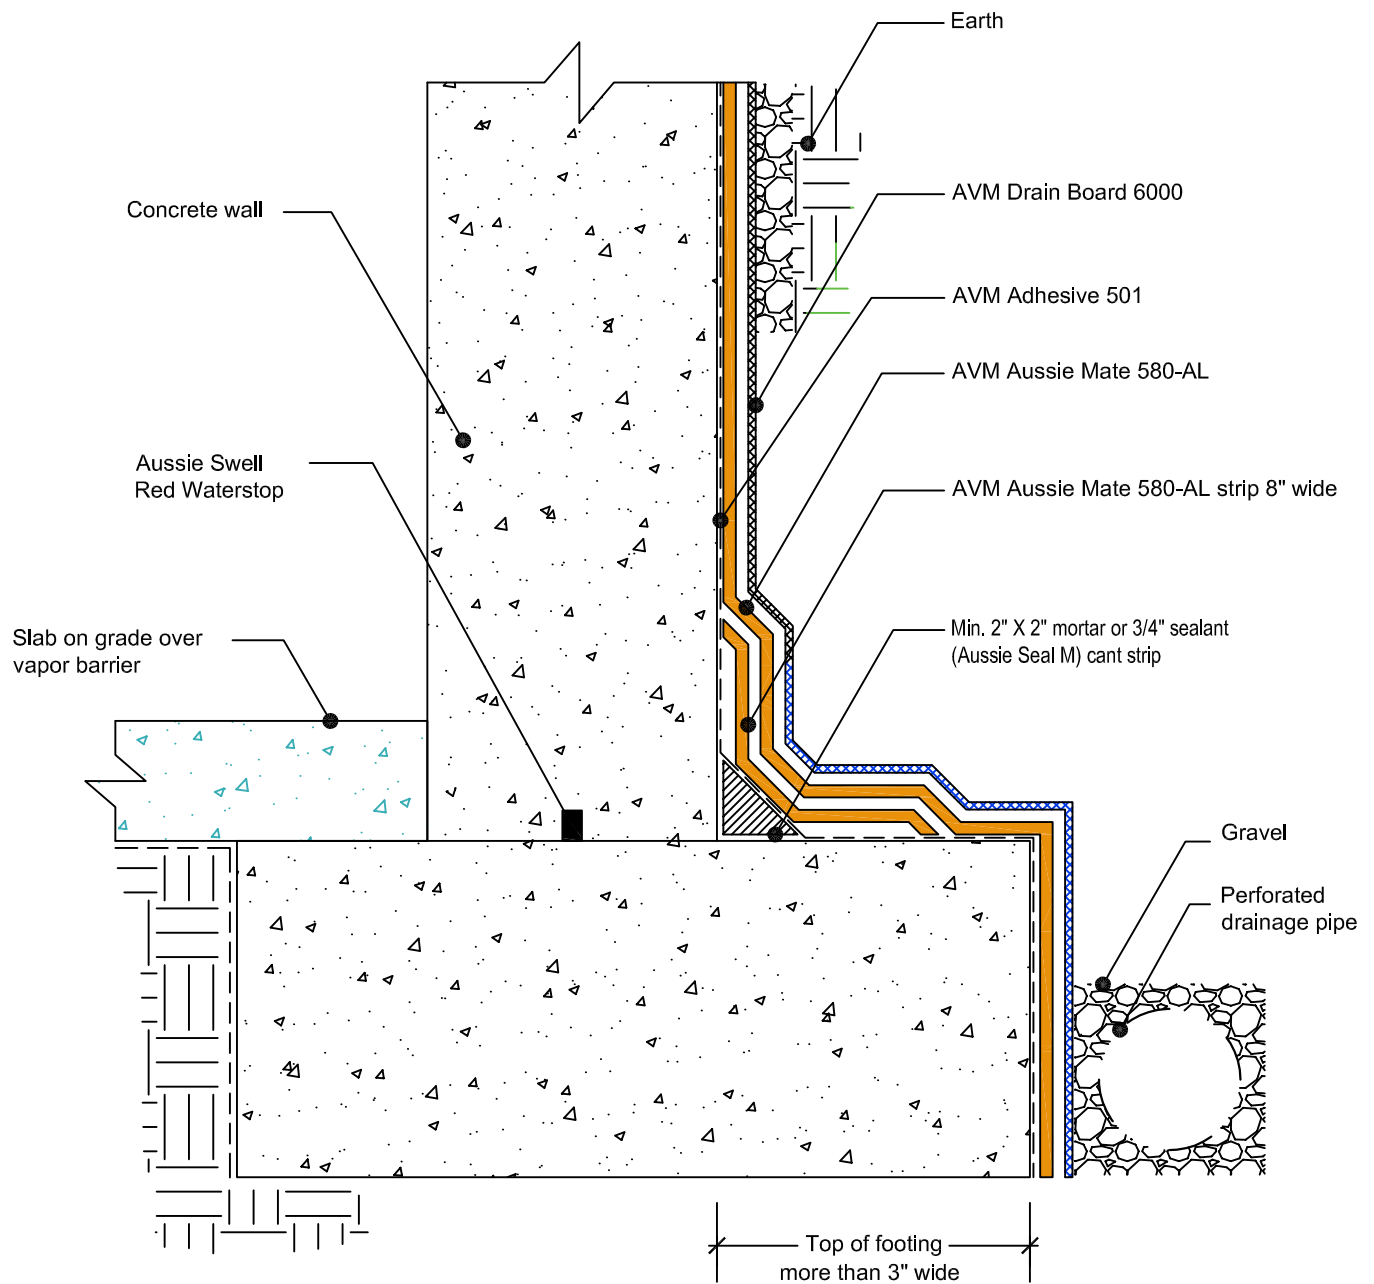 Earth
AVM Drain Board 6000
Concrete wall
AVM Adhesive 501
AVM Aussie Mate 580-AL
Aussie Swell
Red Waterstop
AVM Aussie Mate 580-AL strip 8" wide
Slab on grade over
vapor barrier
Min. 2" X 2" mortar or 3/4" sealant
(Aussie Seal M) cant strip
Gravel
Perforated
drainage pipe
Top of footing
more than 3" wide